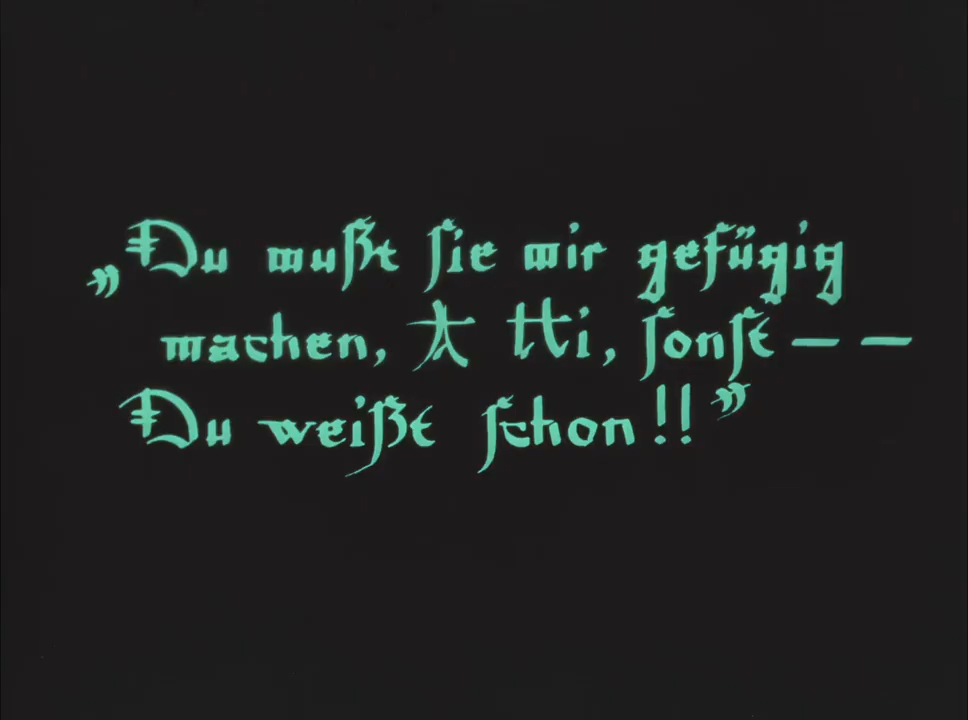 „Du mußt ſie mir gefügig
machen, A Hi, ſonſt — —
Du weißt ſchon!!”